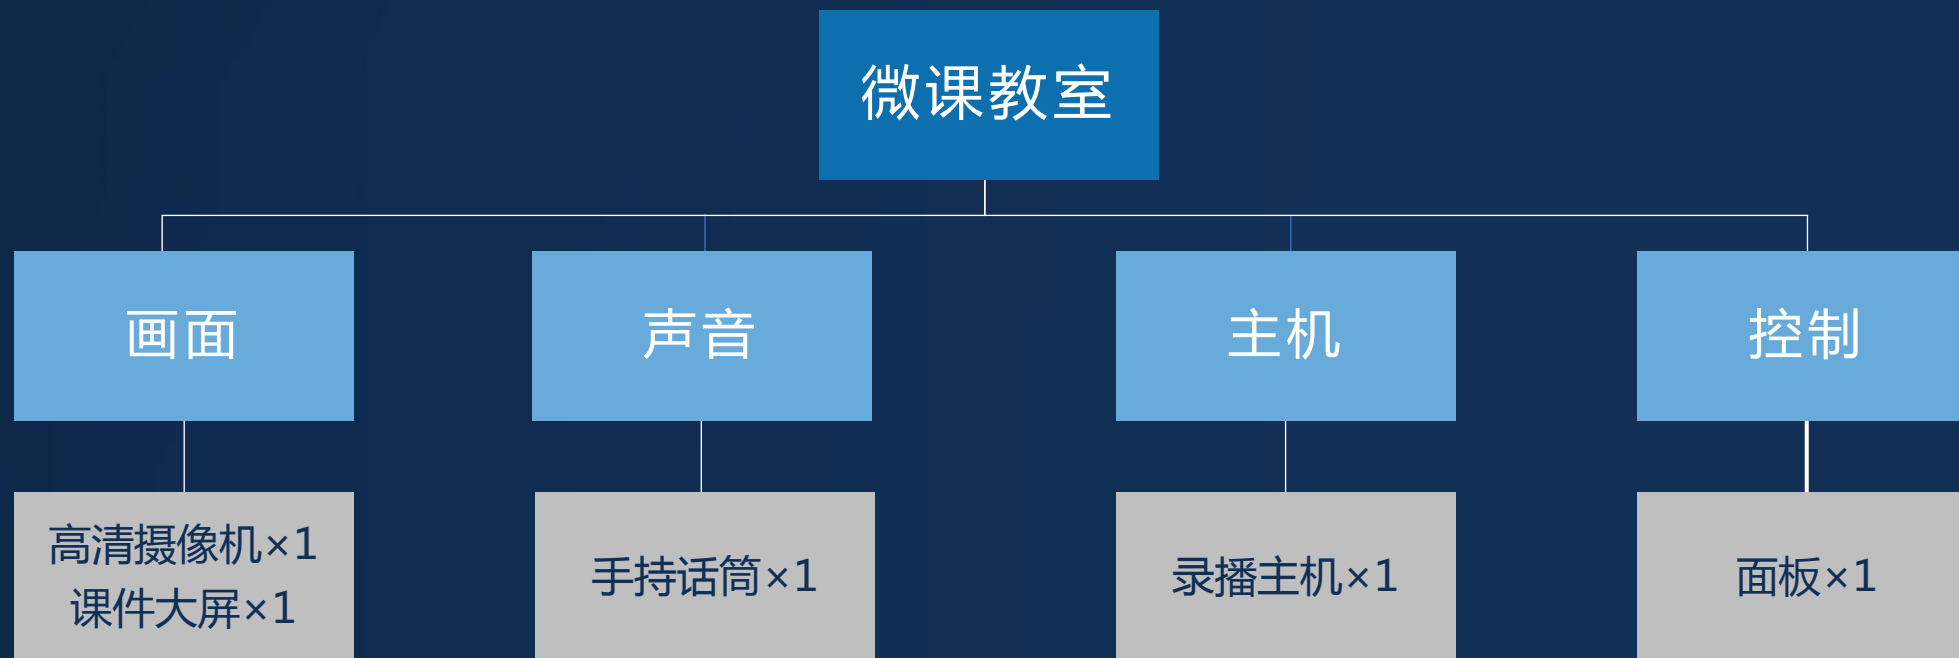 微课教室
画面
声音
主机
控制
高清摄像机×1
课件大屏×1
手持话筒×1
录播主机×1
面板×1